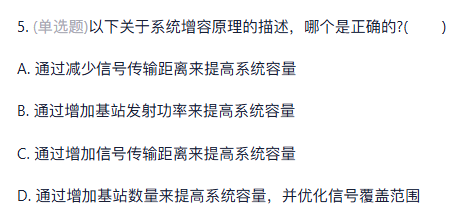 5. (单选题)以下关于系统增容原理的描述，哪个是正确的?(　　)
A. 通过减少信号传输距离来提高系统容量
B. 通过增加基站发射功率来提高系统容量
C. 通过增加信号传输距离来提高系统容量
D. 通过增加基站数量来提高系统容量，并优化信号覆盖范围